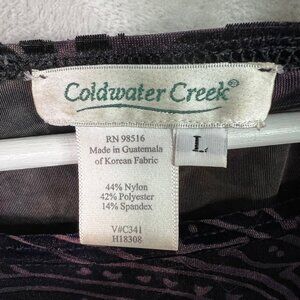 Coldwater Creek®
RN 98516
Made in Guatemala
of Korean Fabric
L
44% Nylon
42% Polyester
14% Spandex
V#C341
H18308